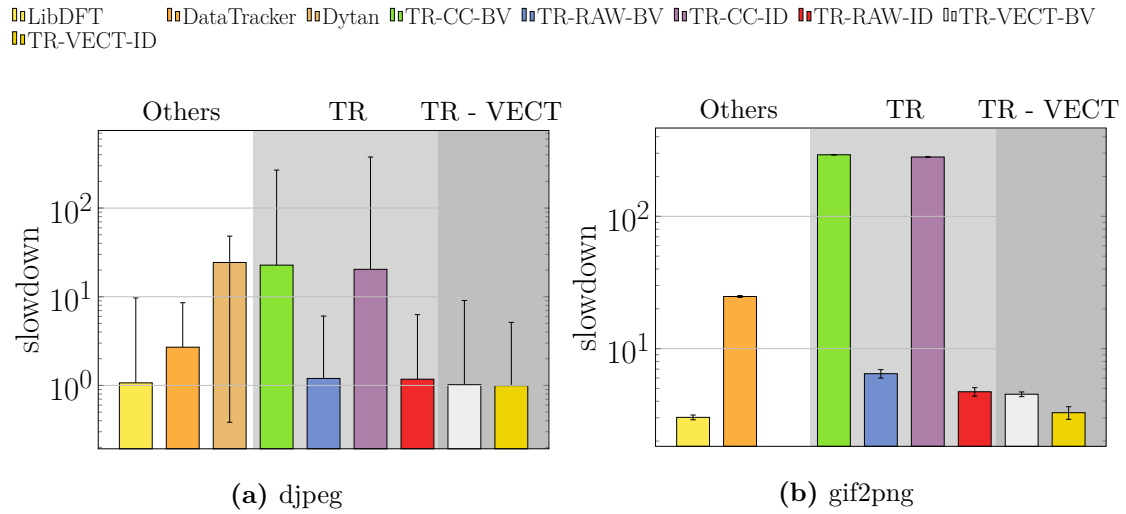 LibDFT DataTracker Dytan TR-CC-BV TR-RAW-BV TR-CC-ID TR-RAW-ID TR-VECT-BV
TR-VECT-ID
Others TR TR - VECT
10^2
10^1
10^0
slowdown
(a) djpeg
Others TR TR - VECT
10^2
10^1
slowdown
(b) gif2png